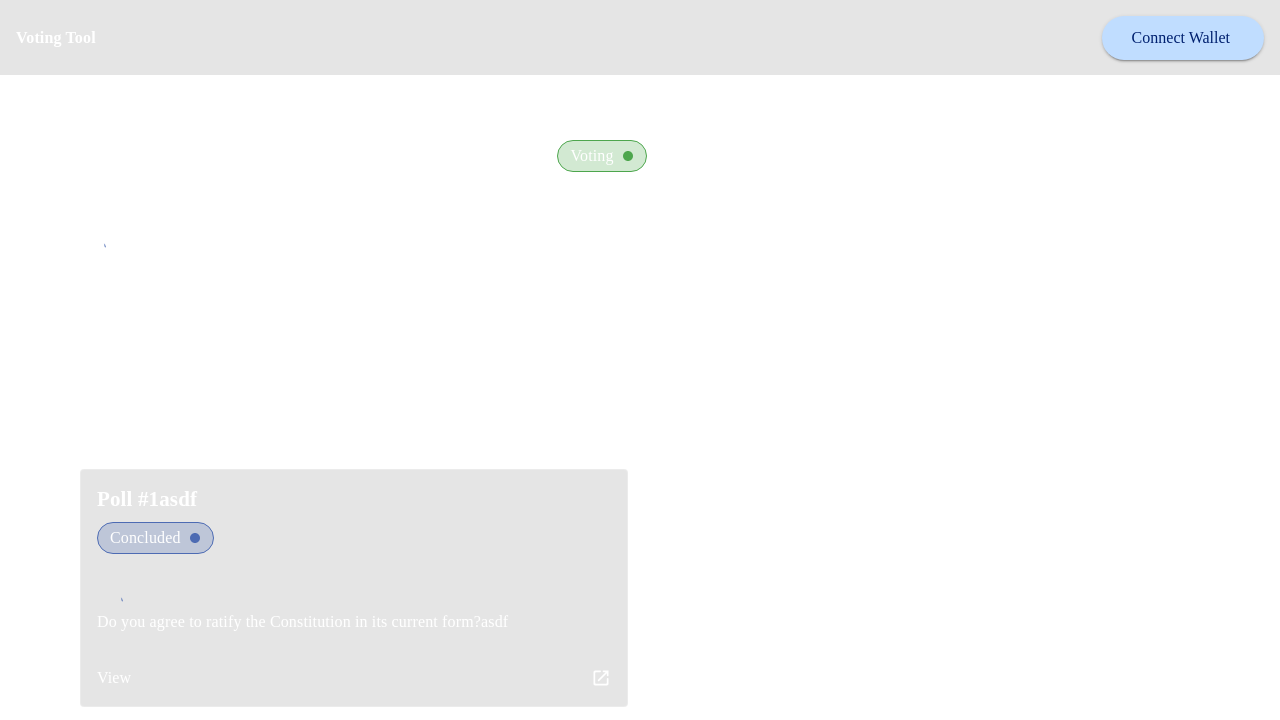 Voting Tool
Connect Wallet
Voting
Poll #1asdf
Concluded
Do you agree to ratify the Constitution in its current form?asdf
View